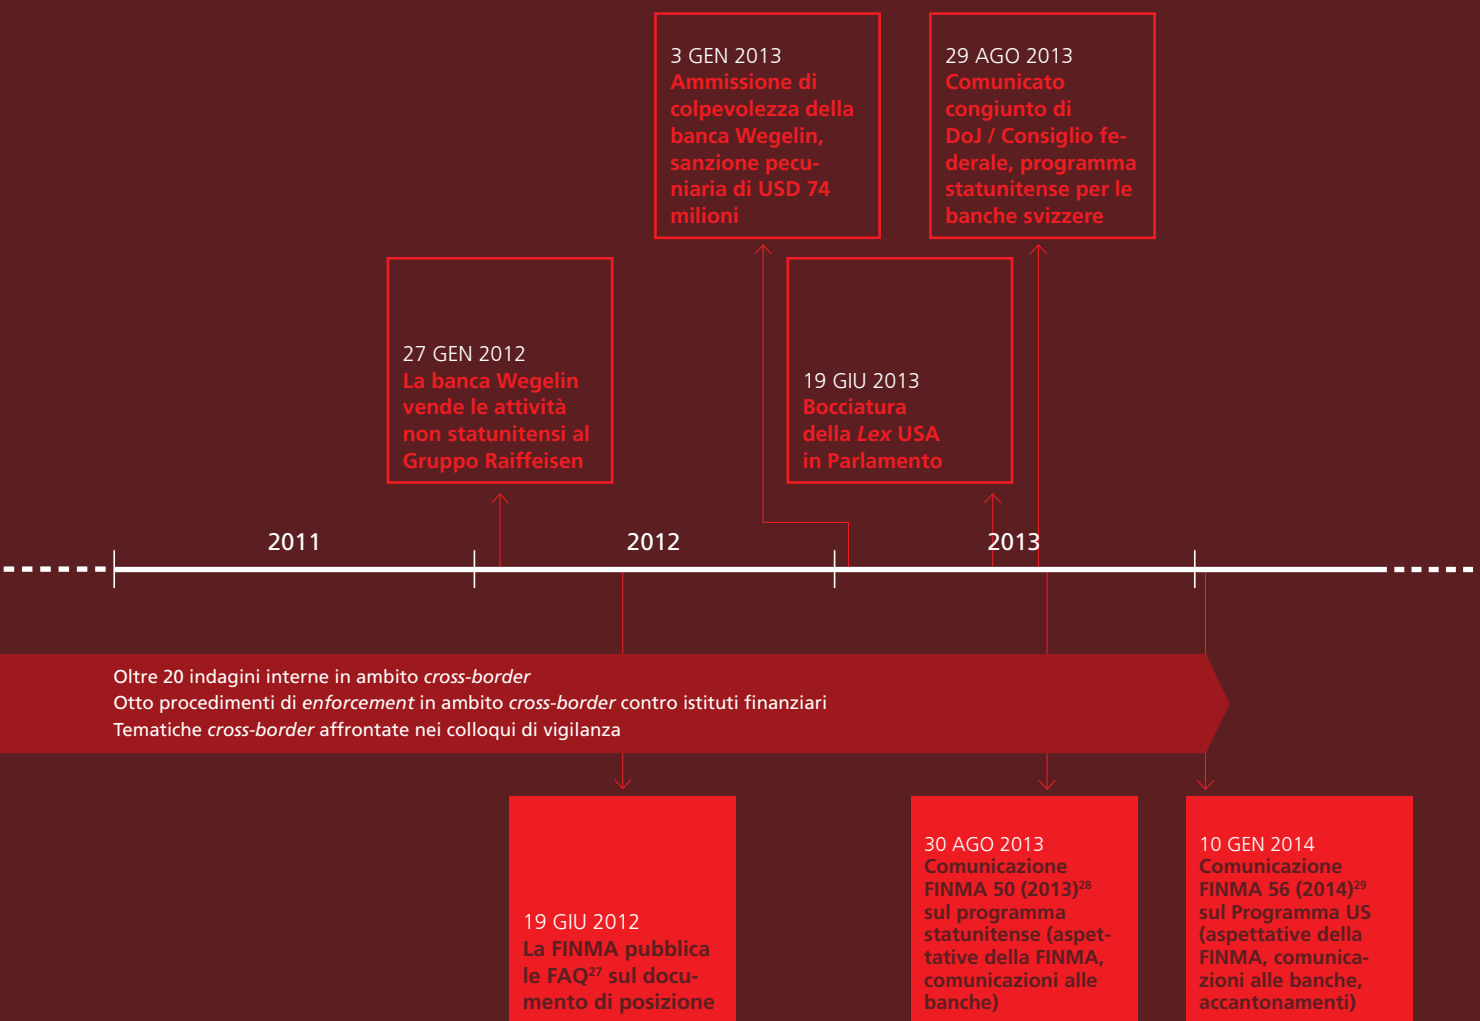 3 GEN 2013
Ammissione di
colpevolezza della
banca Wegelin,
sanzione pecu-
niaria di USD 74
milioni
29 AGO 2013
Comunicato
congiunto di
DoJ / Consiglio fe-
derale, programma
statunitense per le
banche svizzere
27 GEN 2012
La banca Wegelin
vende le attività
non statunitensi al
Gruppo Raiffeisen
19 GIU 2013
Bocciatura
della Lex USA
in Parlamento
2011
2012
2013
Oltre 20 indagini interne in ambito cross-border
Otto procedimenti di enforcement in ambito cross-border contro istituti finanziari
Tematiche cross-border affrontate nei colloqui di vigilanza
19 GIU 2012
La FINMA pubblica
le FAQ²⁷ sul docu-
mento di posizione
30 AGO 2013
Comunicazione
FINMA 50 (2013)²⁸
sul programma
statunitense (aspet-
tative della FINMA,
comunicazioni alle
banche)
10 GEN 2014
Comunicazione
FINMA 56 (2014)²⁹
sul Programma US
(aspettative della
FINMA, comunica-
zioni alle banche,
accantonamenti)